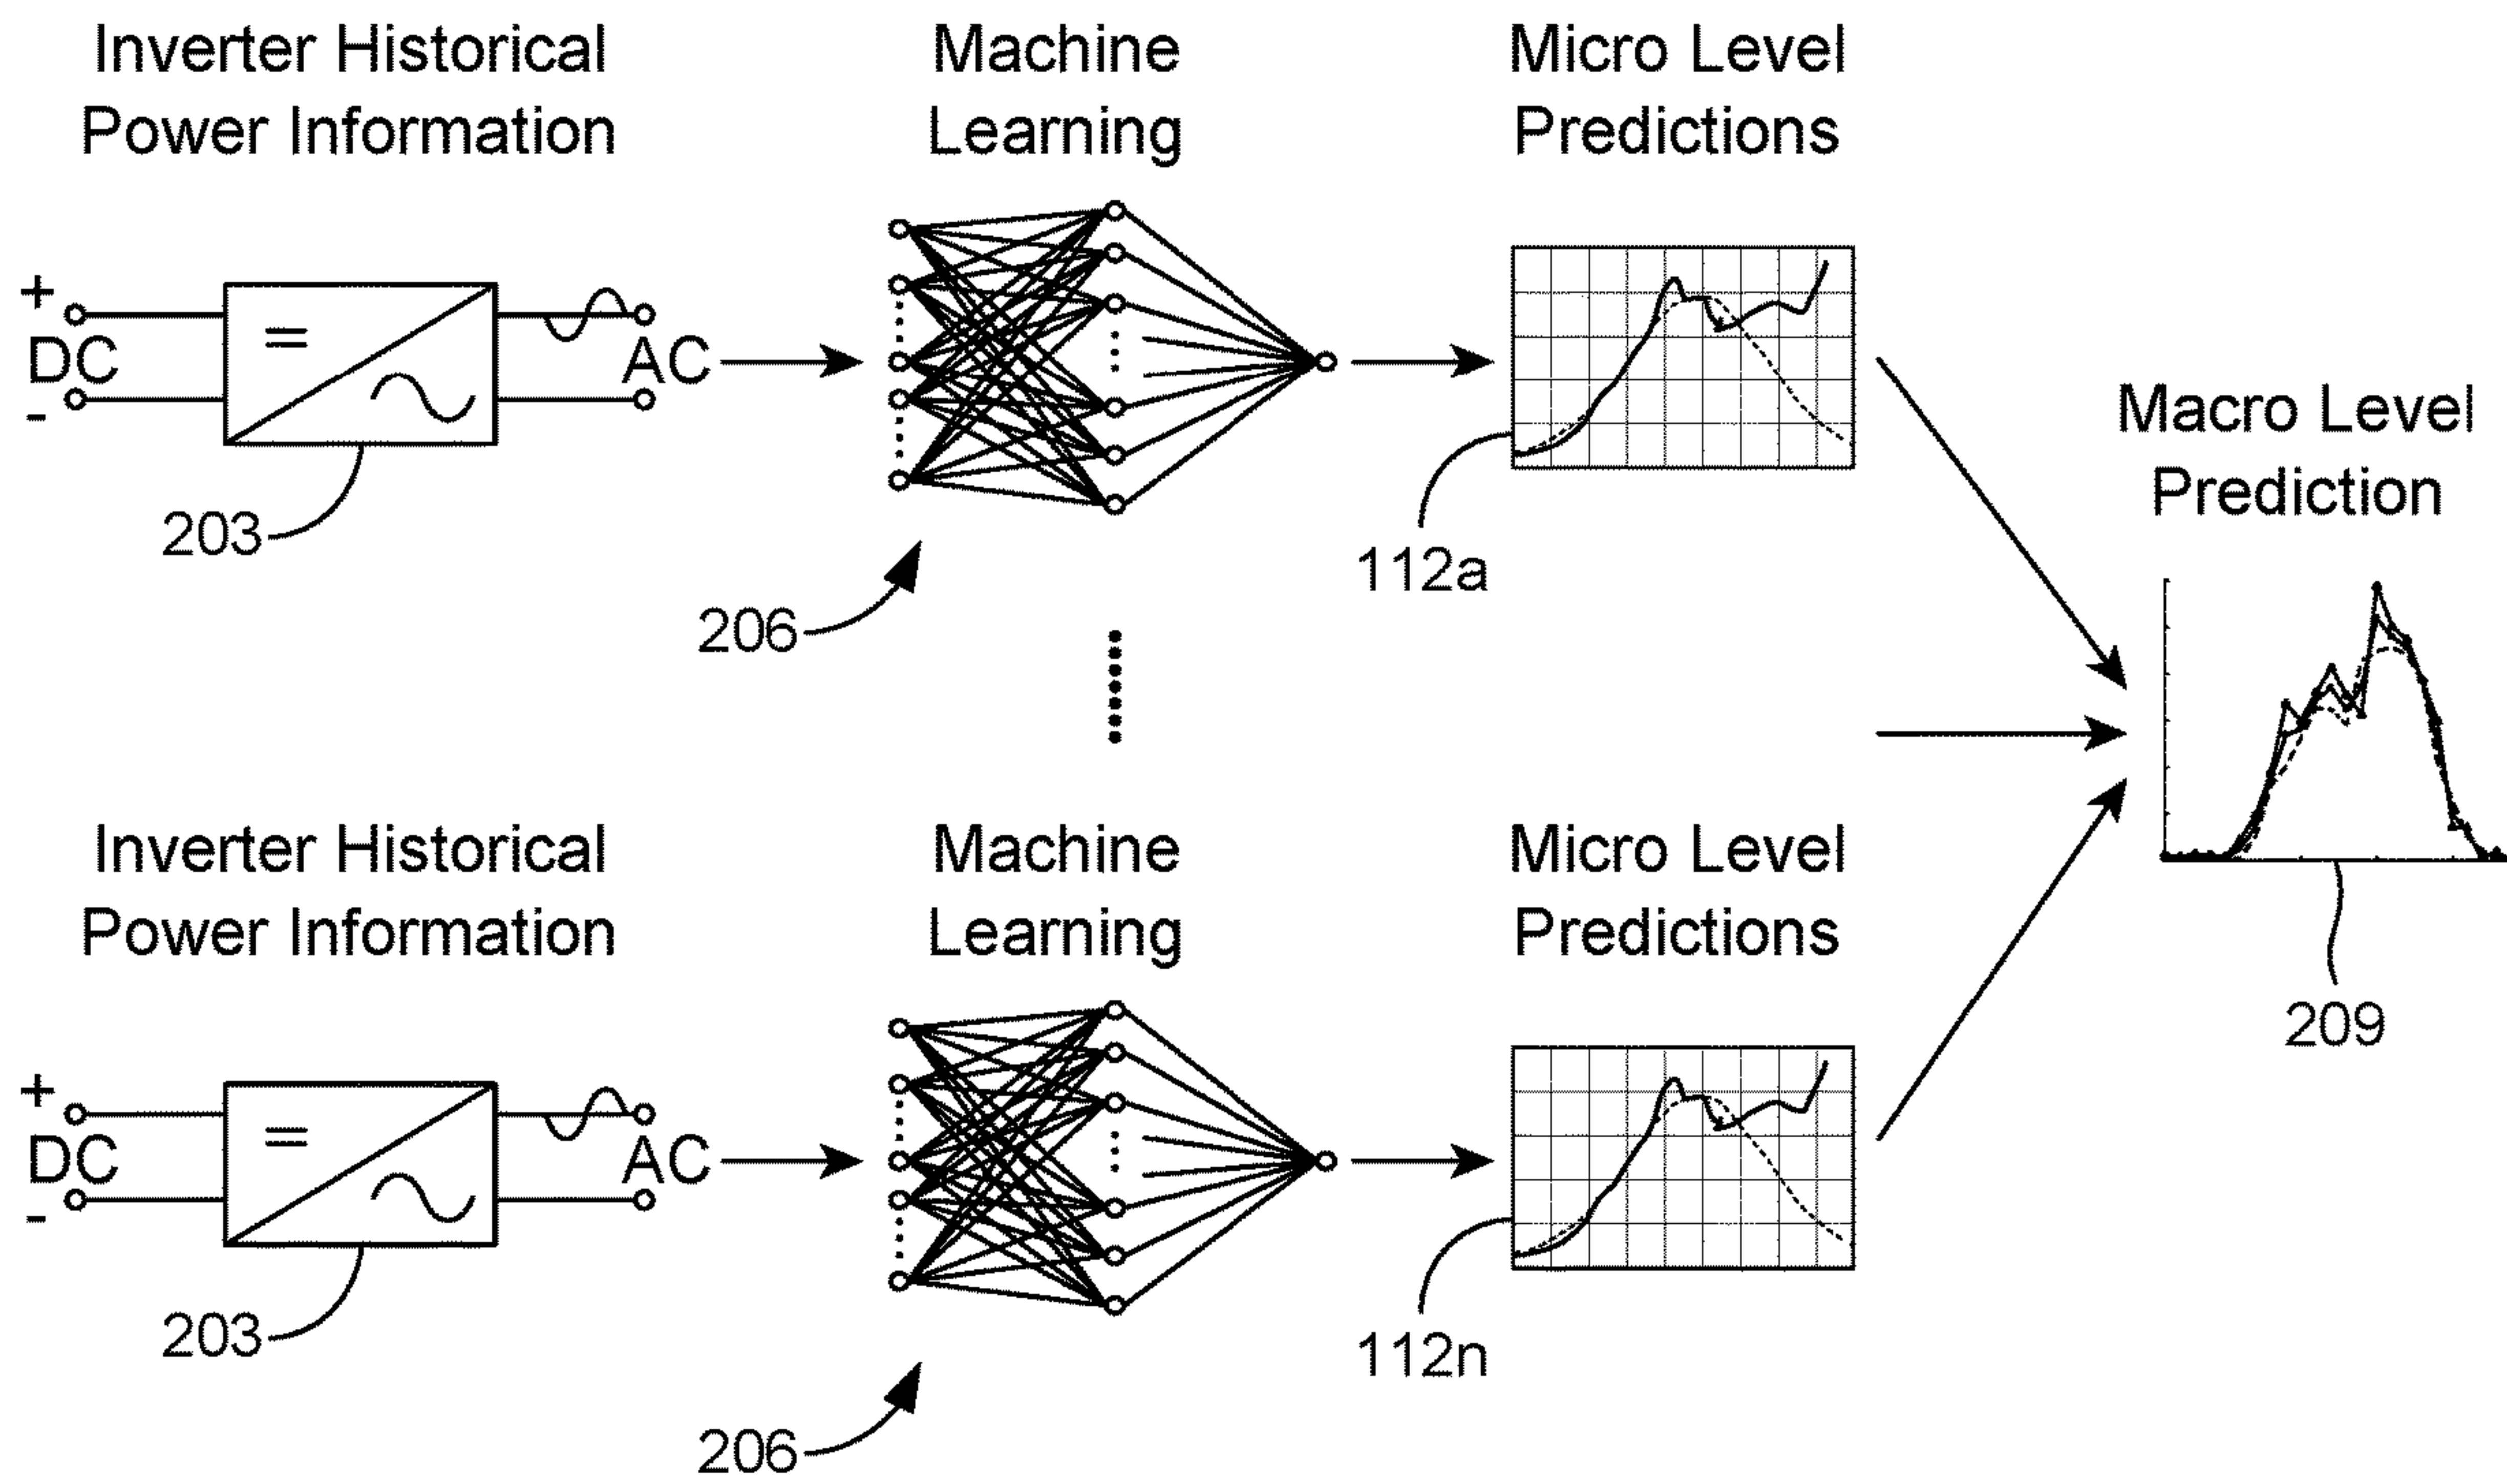 Inverter Historical
Power Information
Machine
Learning
Micro Level
Predictions
+
DC
-
AC
203
206
112a
Macro Level
Prediction
209
Inverter Historical
Power Information
Machine
Learning
Micro Level
Predictions
+
DC
-
AC
203
206
112n